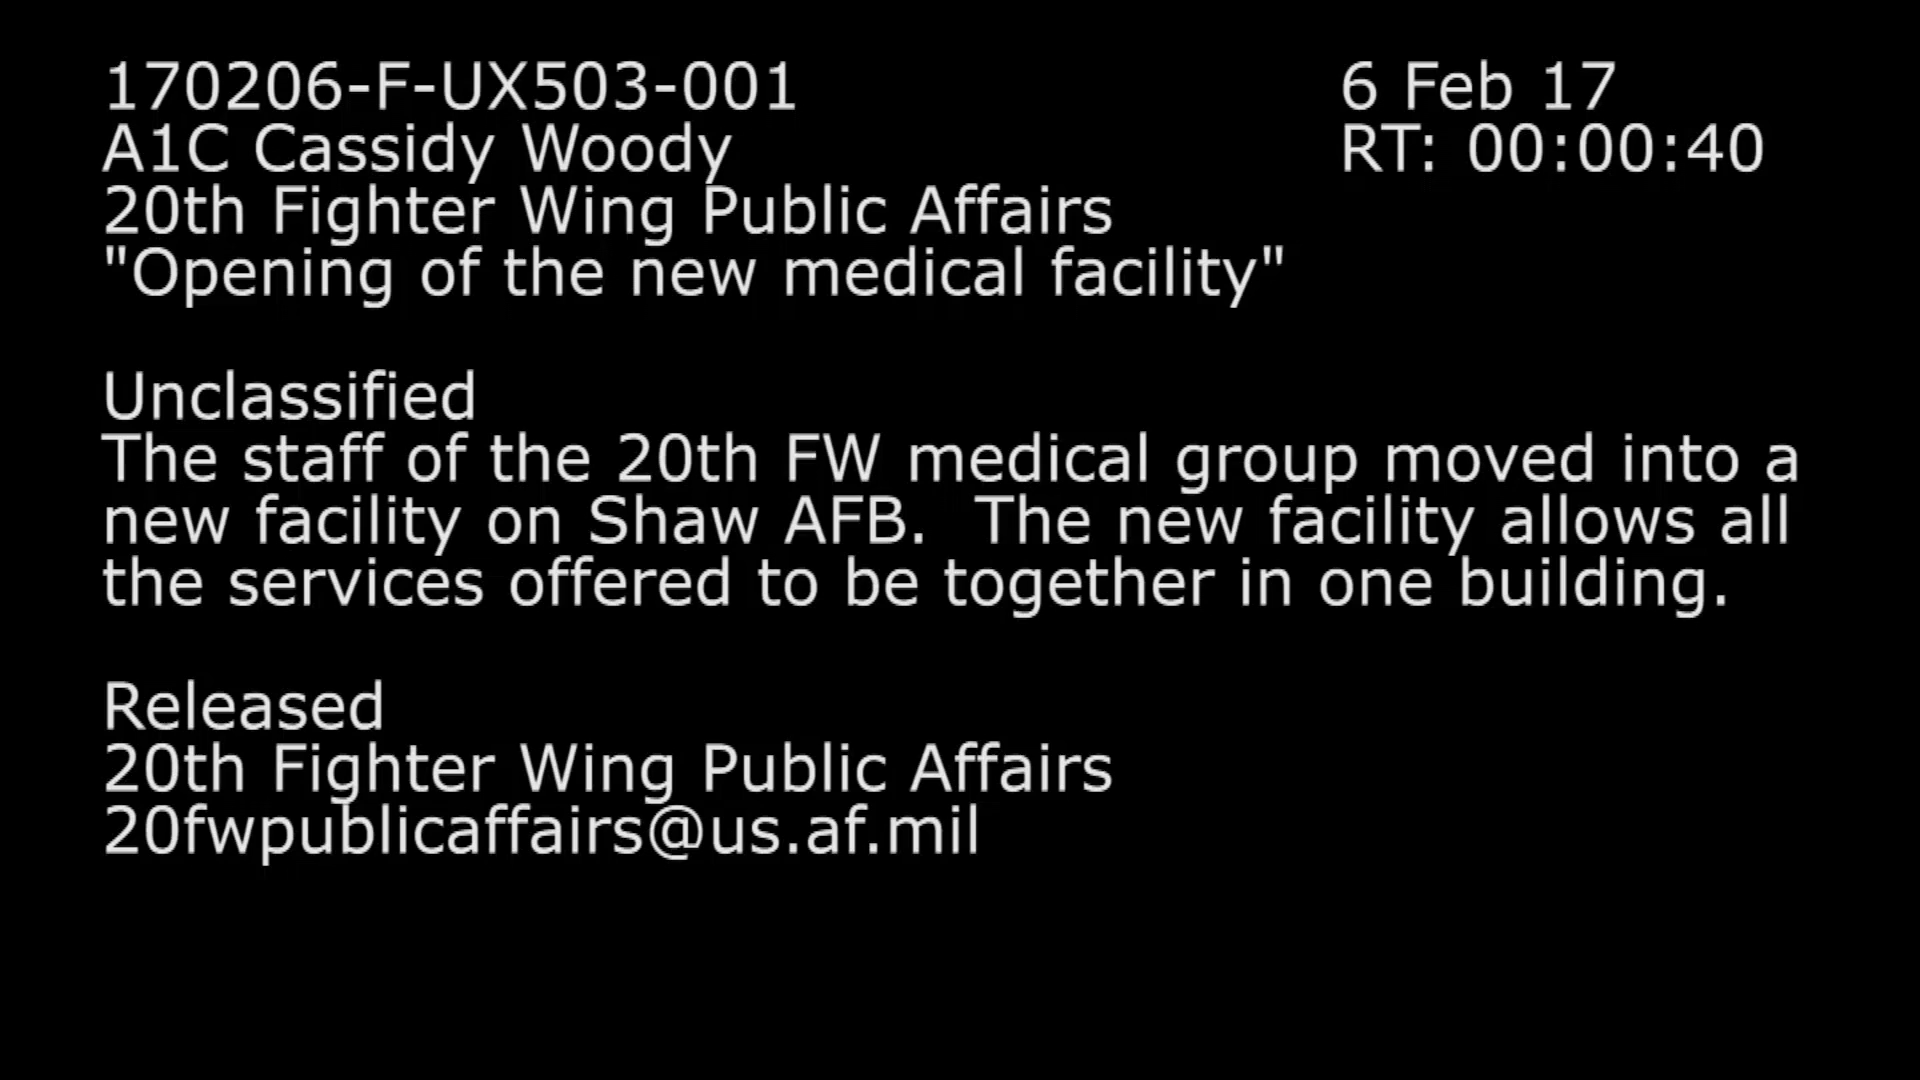 170206-F-UX503-001 6 Feb 17
A1C Cassidy Woody RT: 00:00:40
20th Fighter Wing Public Affairs
"Opening of the new medical facility"
Unclassified
The staff of the 20th FW medical group moved into a
new facility on Shaw AFB.  The new facility allows all
the services offered to be together in one building.
Released
20th Fighter Wing Public Affairs
20fwpublicaffairs@us.af.mil